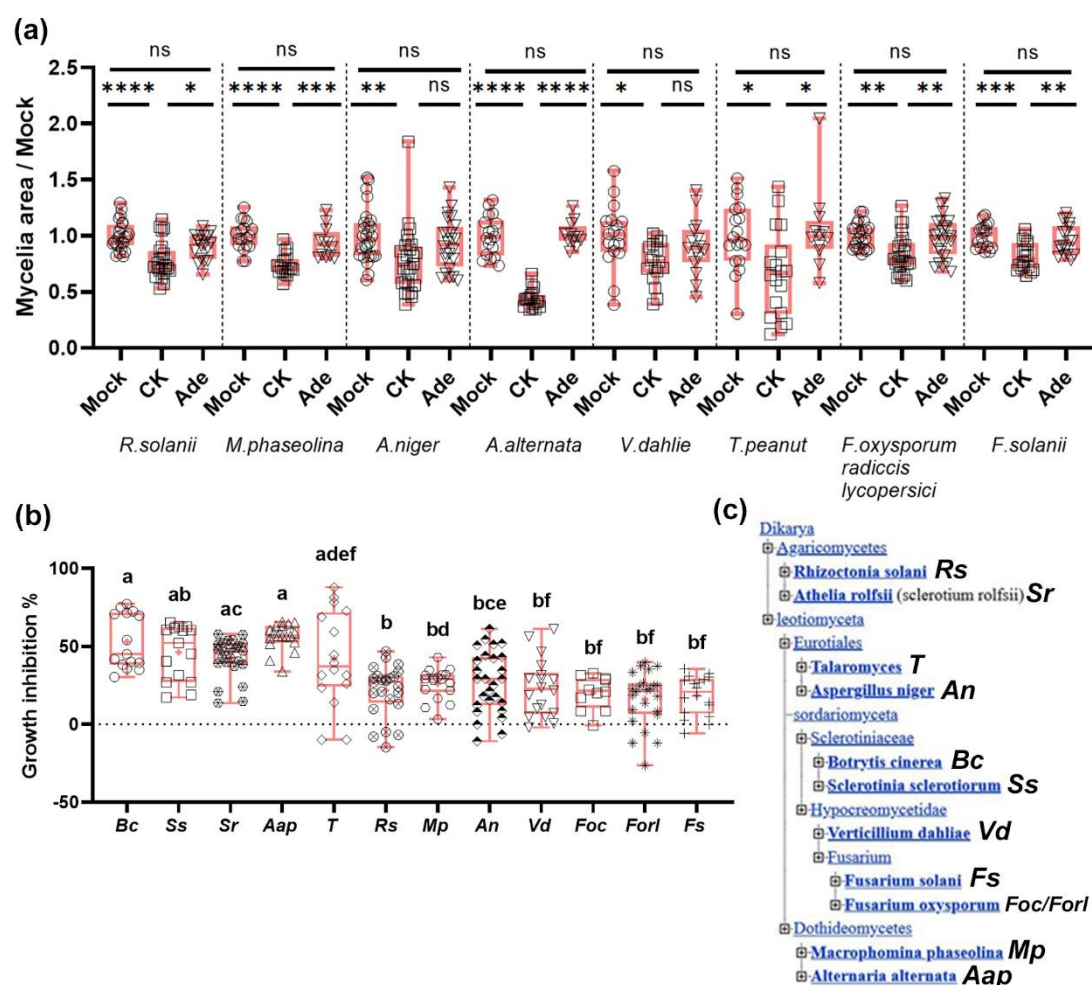 (a)
ns ns ns ns ns ns ns ns
**** * **** *** ** ns **** **** * ns * * ** ** *** **
Mycelia area / Mock
2.5
2.0
1.5
1.0
0.5
0.0
Mock CK Ade Mock CK Ade Mock CK Ade Mock CK Ade Mock CK Ade Mock CK Ade Mock CK Ade Mock CK Ade
R.solanii M.phaseolina A.niger A.alternata V.dahlie T.peanut F.oxysporum F.solanii
radiccis
lycopersici
(b)
Growth inhibition %
100
50
0
-50
a ab ac a adef b bd bce bf bf bf bf
Bc Ss Sr Aap T Rs Mp An Vd Foc Forl Fs
(c)
Dikarya
Agaricomycetes
Rhizoctonia solani Rs
Athelia rolfsii (sclerotium rolfsii) Sr
leotiomyceta
Eurotiales
Talaromyces T
Aspergillus niger An
sordariomyceta
Sclerotiniaceae
Botrytis cinerea Bc
Sclerotinia sclerotiorum Ss
Hypocreomycetidae
Verticillium dahliae Vd
Fusarium
Fusarium solani Fs
Fusarium oxysporum Foc/Forl
Dothideomycetes
Macrophomina phaseolina Mp
Alternaria alternata Aap